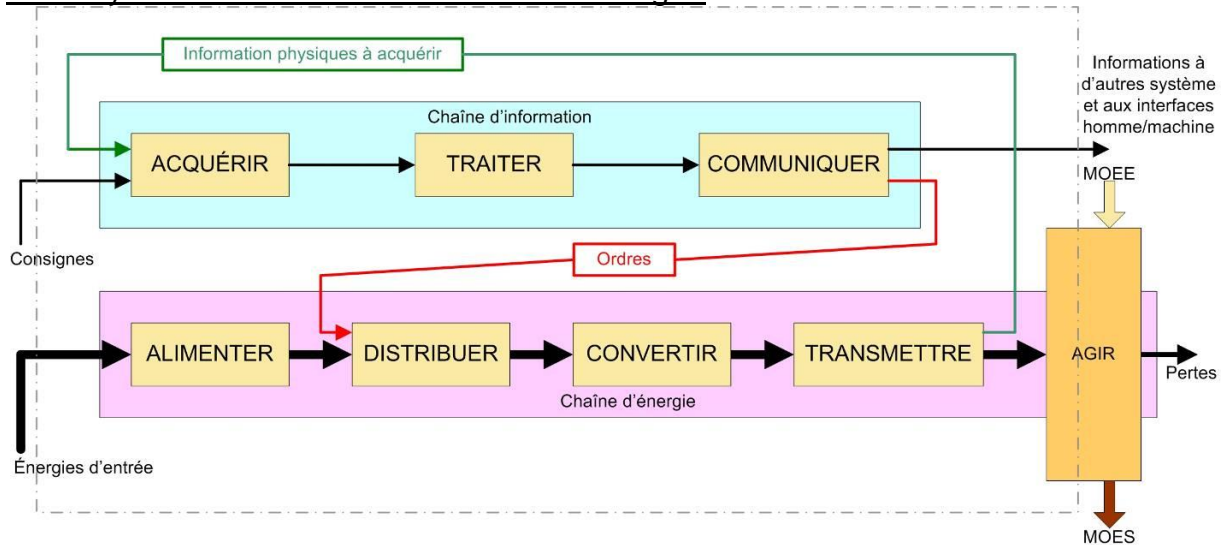 Information physiques à acquérir
Informations à
d'autres système
et aux interfaces
homme/machine
Chaîne d'information
ACQUÉRIR
TRAITER
COMMUNIQUER
MOEE
Consignes
Ordres
ALIMENTER
DISTRIBUER
CONVERTIR
TRANSMETTRE
AGIR
Pertes
Chaîne d'énergie
Énergies d'entrée
MOES